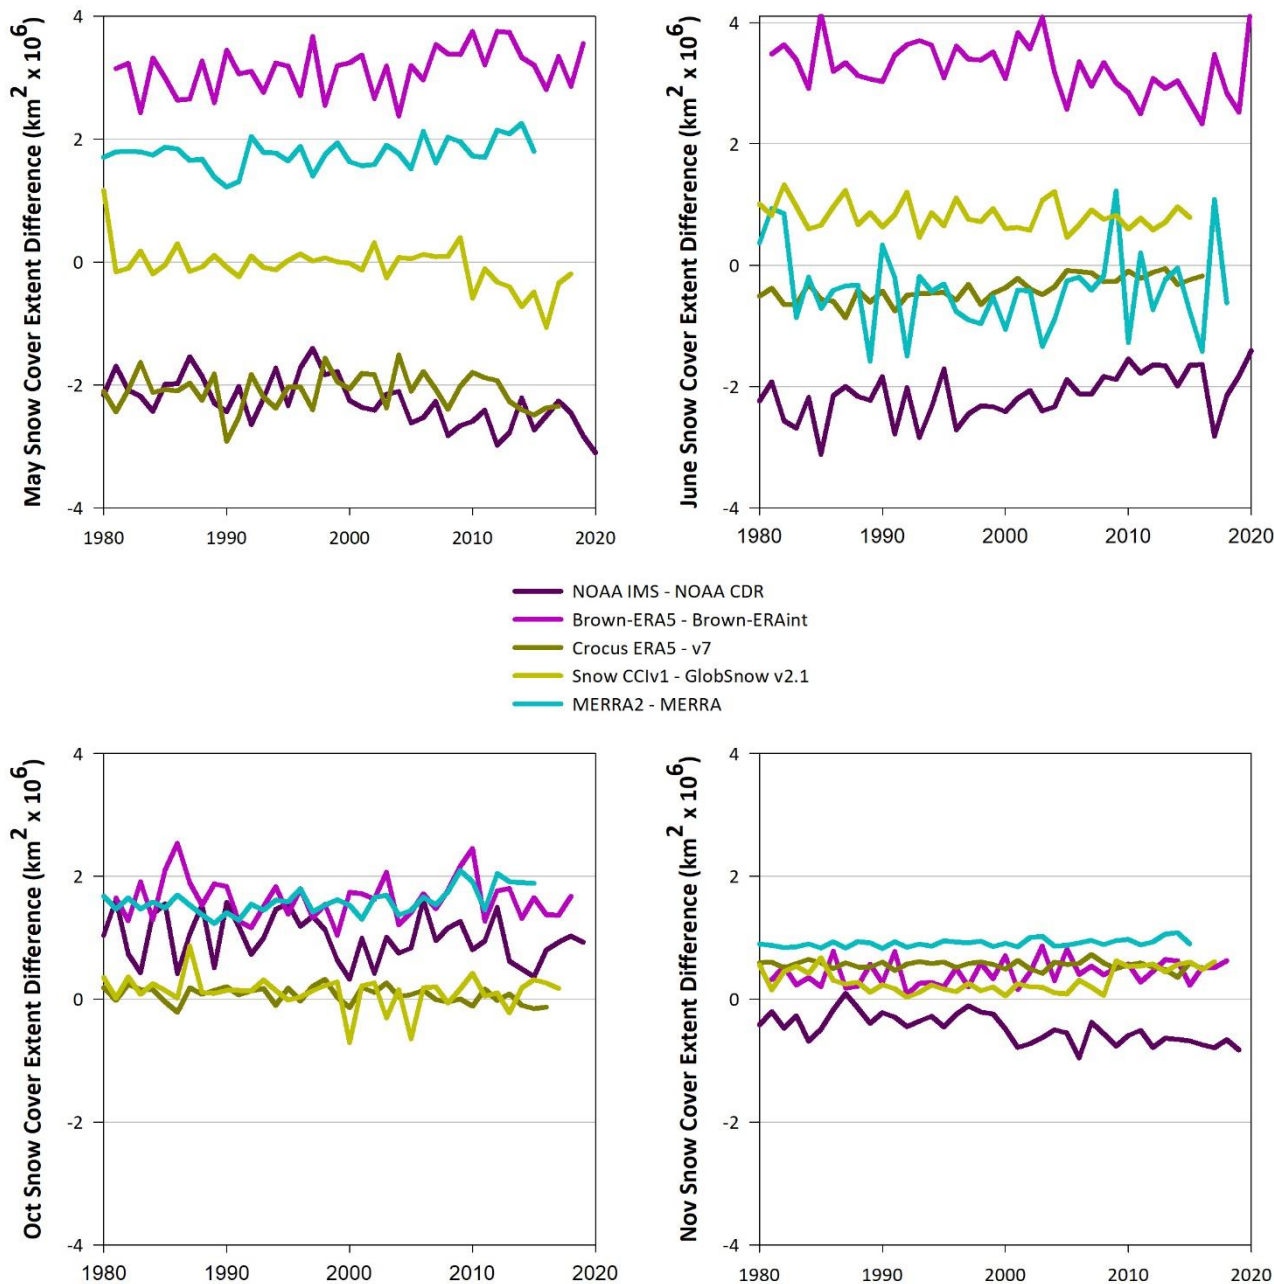 May Snow Cover Extent Difference (km² x 10⁶)
4
2
0
-2
-4
1980 1990 2000 2010 2020
June Snow Cover Extent Difference (km² x 10⁶)
4
2
0
-2
-4
1980 1990 2000 2010 2020
NOAA IMS - NOAA CDR
Brown-ERA5 - Brown-ERAint
Crocus ERA5 - v7
Snow CCIv1 - GlobSnow v2.1
MERRA2 - MERRA
Oct Snow Cover Extent Difference (km² x 10⁶)
4
2
0
-2
-4
1980 1990 2000 2010 2020
Nov Snow Cover Extent Difference (km² x 10⁶)
4
2
0
-2
-4
1980 1990 2000 2010 2020